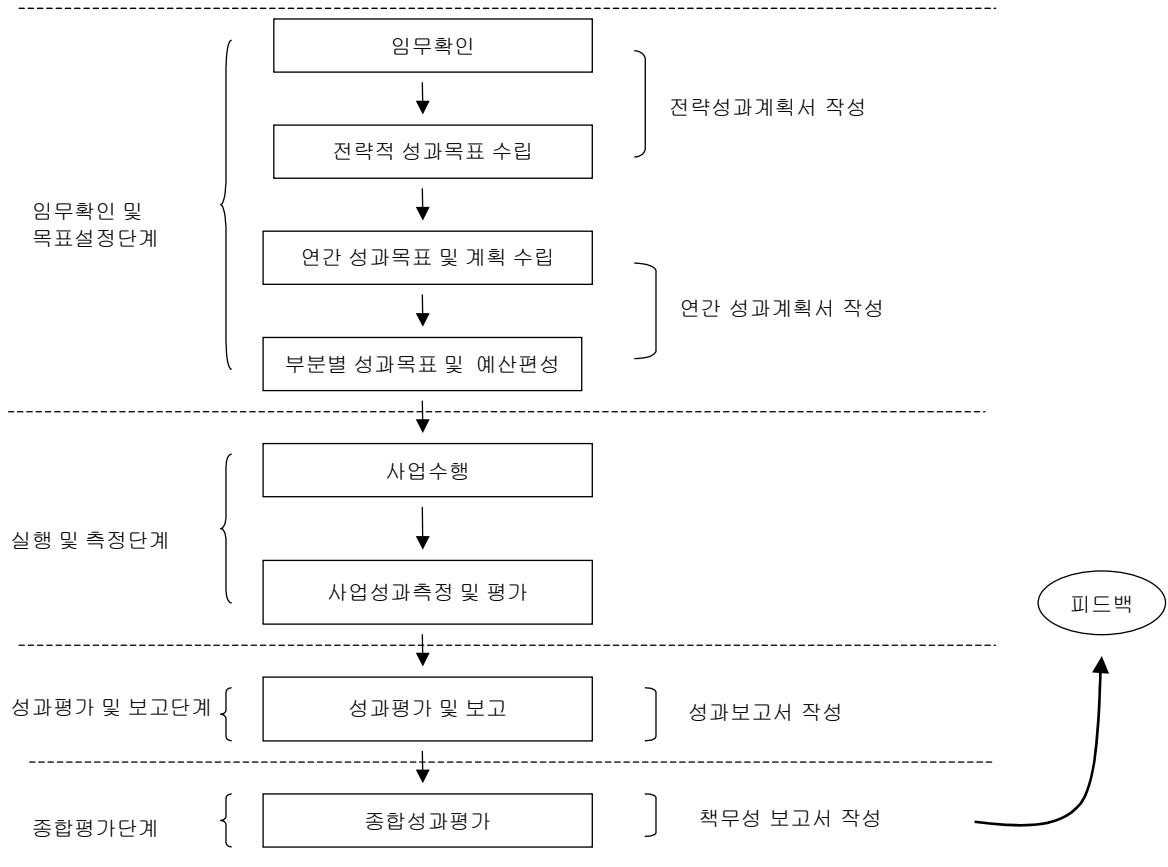 임무확인
전략성과계획서 작성
전략적 성과목표 수립
임무확인 및
목표설정단계
연간 성과목표 및 계획 수립
연간 성과계획서 작성
부분별 성과목표 및 예산편성
사업수행
실행 및 측정단계
사업성과측정 및 평가
피드백
성과평가 및 보고단계
성과평가 및 보고
성과보고서 작성
종합평가단계
종합성과평가
책무성 보고서 작성